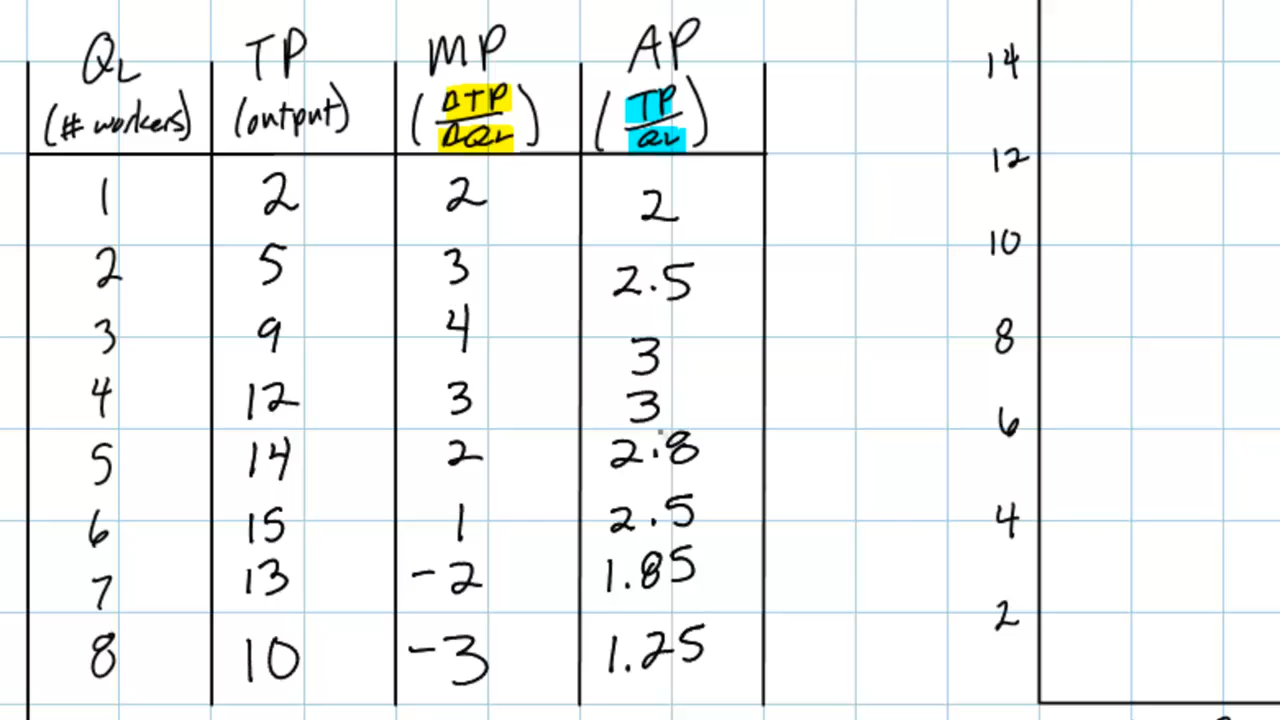 QL TP MP AP
(# workers) (output) (ΔTP/ΔQL) (TP/QL)
1 2 2 2
2 5 3 2.5
3 9 4 3
4 12 3 3
5 14 2 2.8
6 15 1 2.5
7 13 -2 1.85
8 10 -3 1.25
14
12
10
8
6
4
2